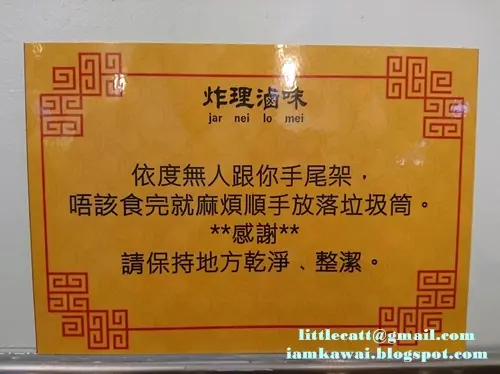 炸理滷味
jar nei lo mei
依度無人跟你手尾架，
唔該食完就麻煩順手放落垃圾筒。
**感謝**
請保持地方乾淨、整潔。
littlecatt@gmail.com
iamkawai.blogspot.com